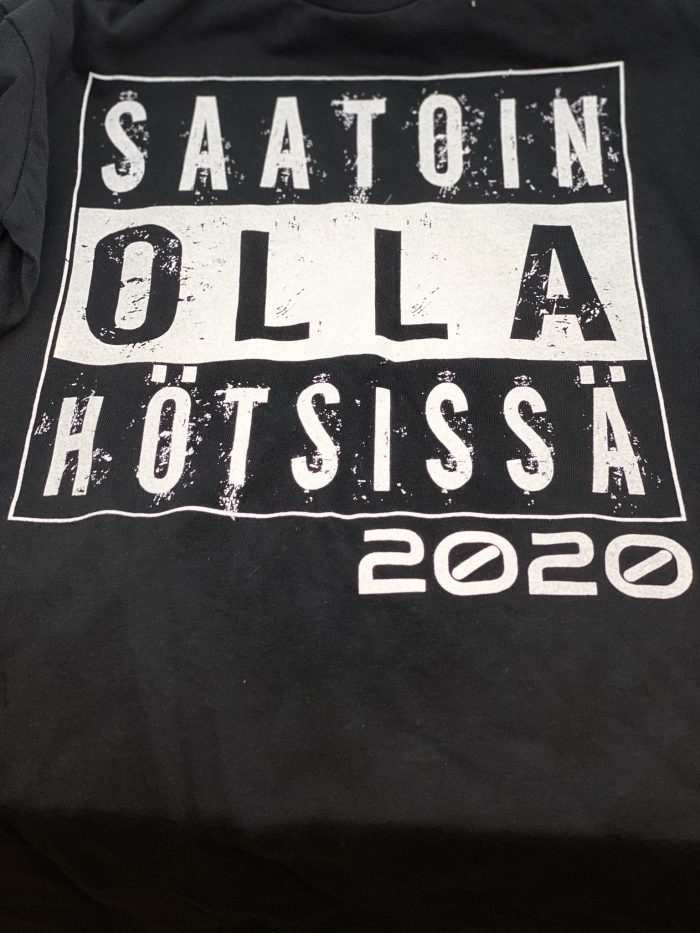 SAATOIN
OLLA
HÖTSISSÄ
2020